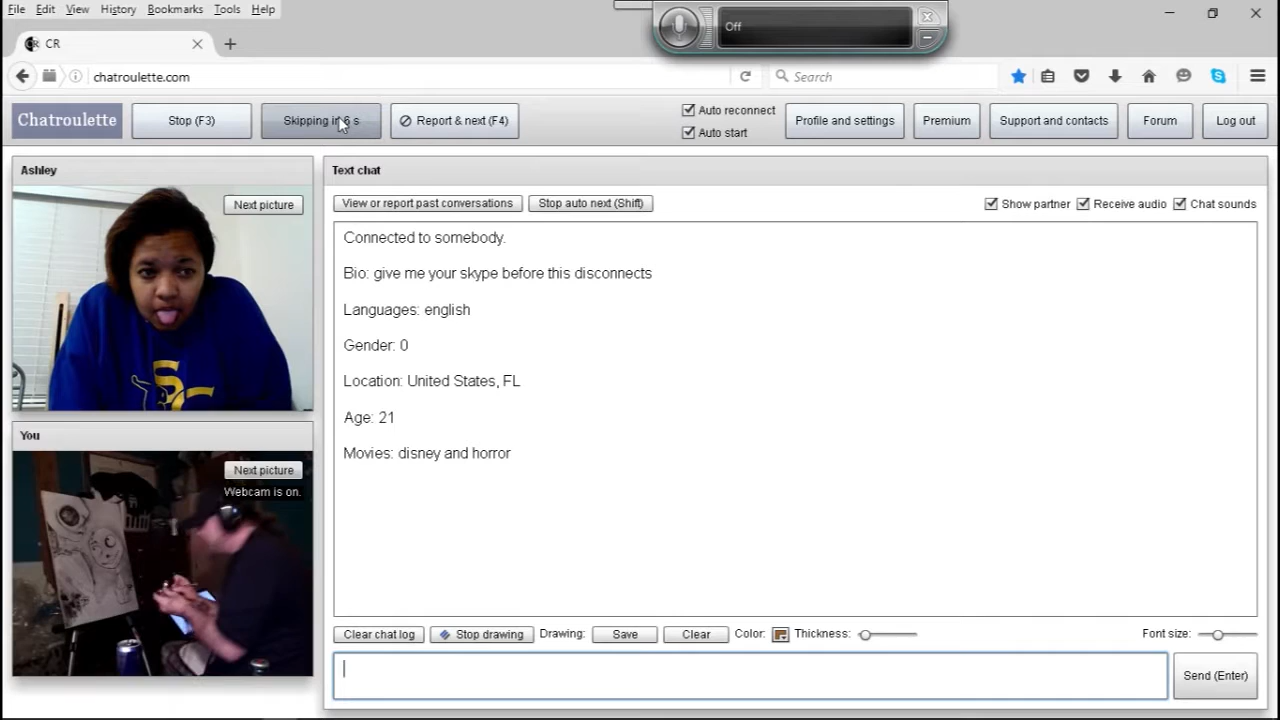 File Edit View History Bookmarks Tools Help
Off
CR CR
chatroulette.com
Search
Chatroulette
Stop (F3)
Skipping in 6 s
Report & next (F4)
Auto reconnect
Auto start
Profile and settings
Premium
Support and contacts
Forum
Log out
Ashley
Next picture
Text chat
View or report past conversations
Stop auto next (Shift)
Show partner
Receive audio
Chat sounds
Connected to somebody.
Bio: give me your skype before this disconnects
Languages: english
Gender: 0
Location: United States, FL
Age: 21
Movies: disney and horror
SC
You
Next picture
Webcam is on.
Clear chat log
Stop drawing
Drawing:
Save
Clear
Color:
Thickness:
Font size:
Send (Enter)